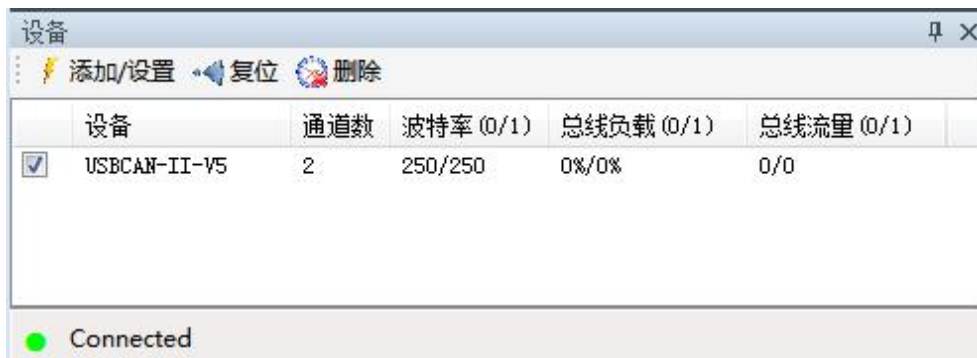 设备
添加/设置 复位 删除
设备 通道数 波特率(0/1) 总线负载(0/1) 总线流量(0/1)
USBCAN-II-V5 2 250/250 0%/0% 0/0
Connected